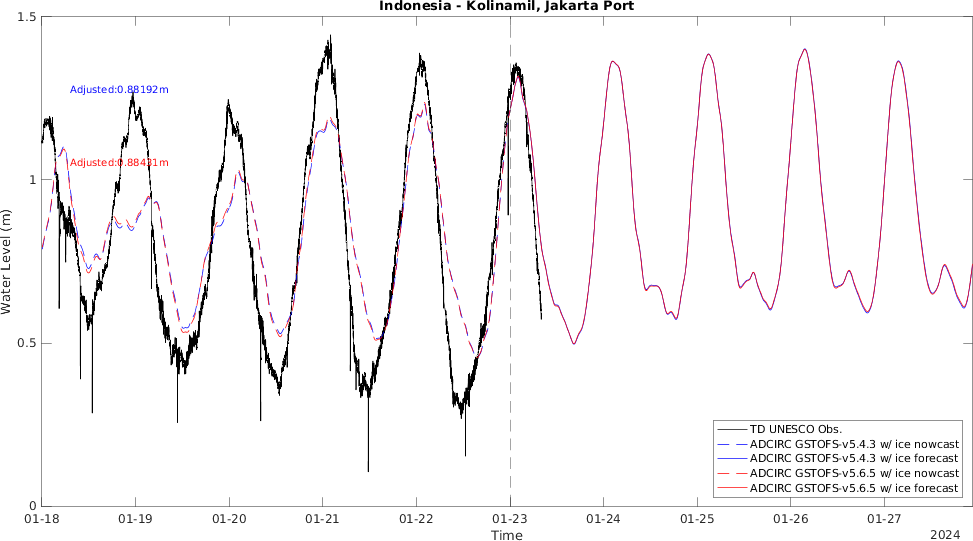 Indonesia - Kolinamil, Jakarta Port
1.5
Adjusted:0.88192m
Adjusted:0.88431m
1
Water Level (m)
0.5
TD UNESCO Obs.
ADCIRC GSTOFS-v5.4.3 w/ ice nowcast
ADCIRC GSTOFS-v5.4.3 w/ ice forecast
ADCIRC GSTOFS-v5.6.5 w/ ice nowcast
ADCIRC GSTOFS-v5.6.5 w/ ice forecast
0
01-18 01-19 01-20 01-21 01-22 01-23 01-24 01-25 01-26 01-27
Time
2024